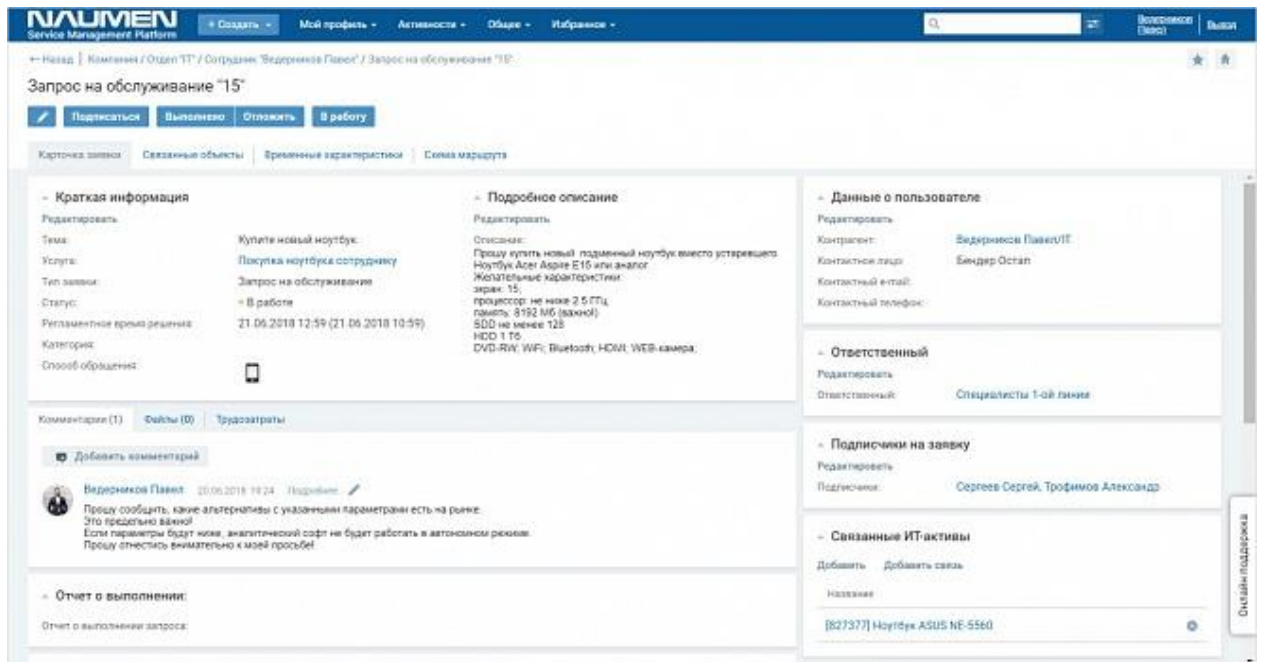 NAUMEN
Service Management Platform
+ Создать
Мой профиль
Активности
Общее
Избранное
Ведерников
Павел
Выход
← Назад | Компания / Отдел "IT" / Сотрудник "Ведерников Павел" / Запрос на обслуживание "15"
Запрос на обслуживание "15"
Подписаться
Выполнено
Отложить
В работу
Карточка заявки
Связанные объекты
Временные характеристики
Схема маршрута
Краткая информация
Редактировать
Тема: Купите новый ноутбук
Услуга: Покупка ноутбука сотруднику
Тип заявки: Запрос на обслуживание
Статус: В работе
Регламентное время решения: 21.06.2018 12:59 (21.06.2018 10:59)
Категория:
Способ обращения:
Подробное описание
Редактировать
Описание:
Прошу купить новый подменный ноутбук вместо устаревшего.
Ноутбук Acer Aspire E15 или аналог
Желательные характеристики:
экран: 15;
процессор: не ниже 2.5 ГГц
память: 8192 Мб (важно!)
SDD не менее 128
HDD 1 Тб
DVD-RW; WiFi; Bluetooth; HDMI; WEB-камера;
Комментарии (1)
Файлы (0)
Трудозатраты
Добавить комментарий
Ведерников Павел 20.06.2018 19:24 Подробнее
Прошу сообщить, какие альтернативы с указанными параметрами есть на рынке.
Это предельно важно!
Если параметры будут ниже, аналитический софт не будет работать в автономном режиме.
Прошу отнестись внимательно к моей просьбе!
Отчет о выполнении:
Отчет о выполнении запроса:
Данные о пользователе
Редактировать
Контрагент: Ведерников Павел/IT
Контактное лицо: Бендер Остап
Контактный e-mail:
Контактный телефон:
Ответственный
Редактировать
Ответственный: Специалисты 1-ой линии
Подписчики на заявку
Редактировать
Подписчики: Сергеев Сергей, Трофимов Александр
Связанные ИТ-активы
Добавить Добавить связь
Название
[827377] Ноутбук ASUS NE-5560
Онлайн поддержка